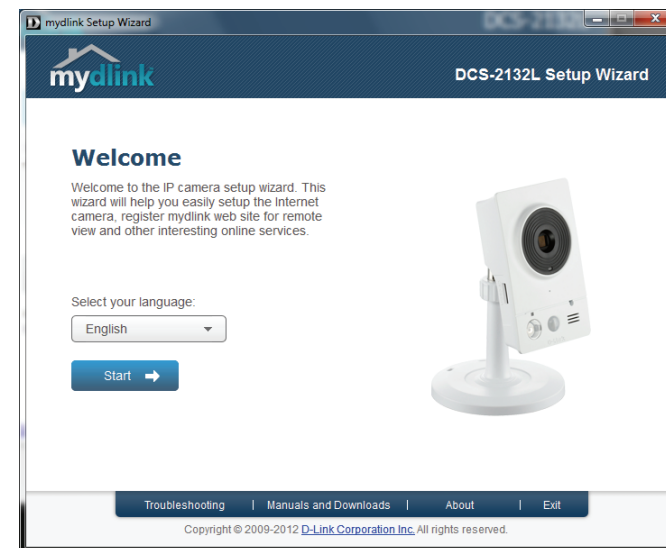 mydlink Setup Wizard
mydlink
DCS-2132L Setup Wizard
Welcome
Welcome to the IP camera setup wizard. This
wizard will help you easily setup the Internet
camera, register mydlink web site for remote
view and other interesting online services.
Select your language:
English
Start
Troubleshooting | Manuals and Downloads | About | Exit
Copyright © 2009-2012 D-Link Corporation Inc. All rights reserved.